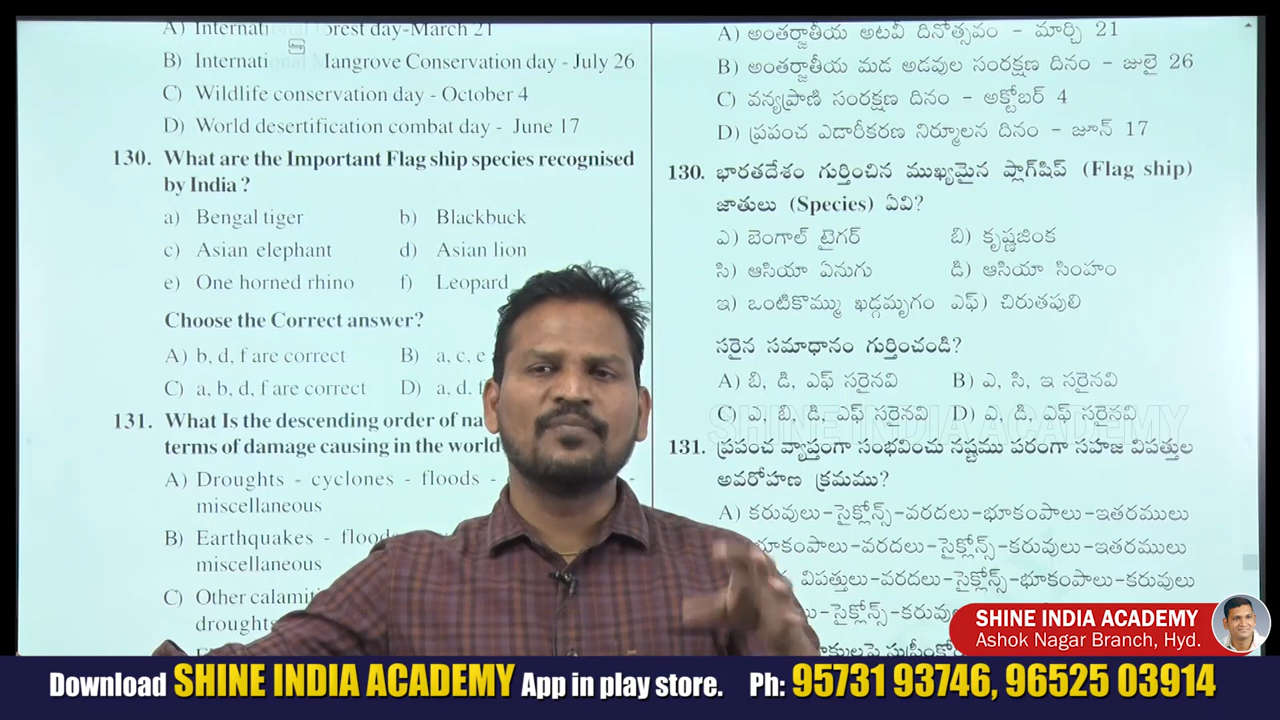 A) Internati orest day-March 21
B) Internati Mangrove Conservation day - July 26
C) Wildlife conservation day - October 4
D) World desertification combat day - June 17
130. What are the Important Flag ship species recognised
by India ?
a) Bengal tiger b) Blackbuck
c) Asian elephant d) Asian lion
e) One horned rhino f) Leopard
Choose the Correct answer?
A) b, d, f are correct B) a, c, e
C) a, b, d, f are correct D) a, d, f
131. What Is the descending order of na
terms of damage causing in the world
A) Droughts - cyclones - floods -
miscellaneous
B) Earthquakes - floods
miscellaneous
C) Other calamiti
droughts
A) అంతర్జాతీయ అటవీ దినోత్సవం - మార్చి 21
B) అంతర్జాతీయ మడ అడవుల సంరక్షణ దినం - జులై 26
C) వన్యప్రాణి సంరక్షణ దినం - అక్టోబర్ 4
D) ప్రపంచ ఎడారీకరణ నిర్మూలన దినం - జూన్ 17
130. భారతదేశం గుర్తించిన ముఖ్యమైన ఫ్లాగ్‌షిప్ (Flag ship)
జాతులు (Species) ఏవి?
ఎ) బెంగాల్ టైగర్ బి) కృష్ణజింక
సి) ఆసియా ఏనుగు డి) ఆసియా సింహం
ఇ) ఒంటికొమ్ము ఖడ్గమృగం ఎఫ్) చిరుతపులి
సరైన సమాధానం గుర్తించండి?
A) బి, డి, ఎఫ్ సరైనవి B) ఎ, సి, ఇ సరైనవి
C) ఎ, బి, డి, ఎఫ్ సరైనవి D) ఎ, డి, ఎఫ్ సరైనవి
SHINE INDIA ACADEMY
131. ప్రపంచ వ్యాప్తంగా సంభవించు నష్టము పరంగా సహజ విపత్తుల
అవరోహణ క్రమము?
A) కరువులు-సైక్లోన్స్-వరదలు-భూకంపాలు-ఇతరములు
భూకంపాలు-వరదలు-సైక్లోన్స్-కరువులు-ఇతరములు
విపత్తులు-వరదలు-సైక్లోన్స్-భూకంపాలు-కరువులు
SHINE INDIA ACADEMY
Ashok Nagar Branch, Hyd.
Download SHINE INDIA ACADEMY App in play store. Ph: 95731 93746, 96525 03914